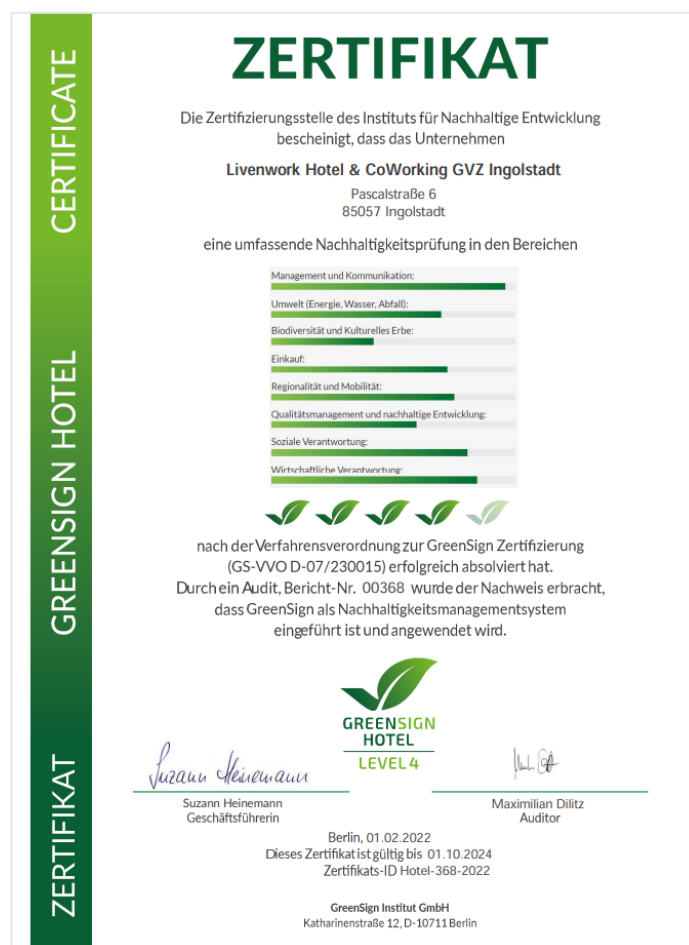 CERTIFICATE
GREENSIGN HOTEL
ZERTIFIKAT
ZERTIFIKAT
Die Zertifizierungsstelle des Instituts für Nachhaltige Entwicklung
bescheinigt, dass das Unternehmen
Livenwork Hotel & CoWorking GVZ Ingolstadt
Pascalstraße 6
85057 Ingolstadt
eine umfassende Nachhaltigkeitsprüfung in den Bereichen
Management und Kommunikation:
Umwelt (Energie, Wasser, Abfall):
Biodiversität und Kulturelles Erbe:
Einkauf:
Regionalität und Mobilität:
Qualitätsmanagement und nachhaltige Entwicklung:
Soziale Verantwortung:
Wirtschaftliche Verantwortung:
nach der Verfahrensverordnung zur GreenSign Zertifizierung
(GS-VVO D-07/230015) erfolgreich absolviert hat.
Durch ein Audit, Bericht-Nr. 00368 wurde der Nachweis erbracht,
dass GreenSign als Nachhaltigkeitsmanagementsystem
eingeführt ist und angewendet wird.
GREENSIGN
HOTEL
LEVEL 4
Suzann Heinemann
Suzann Heinemann
Geschäftsführerin
Maximilian Dilitz
Auditor
Berlin, 01.02.2022
Dieses Zertifikat ist gültig bis 01.10.2024
Zertifikats-ID Hotel-368-2022
GreenSign Institut GmbH
Katharinenstraße 12, D-10711 Berlin